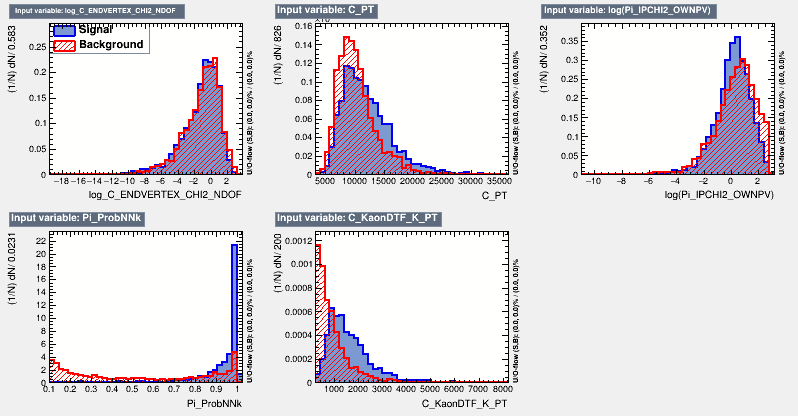 Input variable: log_C_ENDVERTEX_CHI2_NDOF
(1/N) dN/ 0.583
Signal
Background
0.25
0.2
0.15
0.1
0.05
0
−18 −16 −14 −12 −10 −8 −6 −4 −2 0 2
log_C_ENDVERTEX_CHI2_NDOF
U/O-flow (S,B): (0.0, 0.0)% / (0.0, 0.0)%
Input variable: C_PT
(1/N) dN/ 826
0.16
0.14
0.12
0.1
0.08
0.06
0.04
0.02
0
5000 10000 15000 20000 25000 30000 35000
C_PT
U/O-flow (S,B): (0.0, 0.0)% / (0.0, 0.0)%
Input variable: log(Pi_IPCHI2_OWNPV)
(1/N) dN/ 0.352
0.35
0.3
0.25
0.2
0.15
0.1
0.05
0
−10 −8 −6 −4 −2 0 2
log(Pi_IPCHI2_OWNPV)
U/O-flow (S,B): (0.0, 0.0)% / (0.0, 0.0)%
Input variable: Pi_ProbNNk
(1/N) dN/ 0.0231
22
20
18
16
14
12
10
8
6
4
2
0
0.1 0.2 0.3 0.4 0.5 0.6 0.7 0.8 0.9 1
Pi_ProbNNk
U/O-flow (S,B): (0.0, 0.0)% / (0.0, 0.0)%
Input variable: C_KaonDTF_K_PT
(1/N) dN/ 200
0.0012
0.001
0.0008
0.0006
0.0004
0.0002
0
1000 2000 3000 4000 5000 6000 7000 8000
C_KaonDTF_K_PT
U/O-flow (S,B): (0.0, 0.0)% / (0.0, 0.0)%